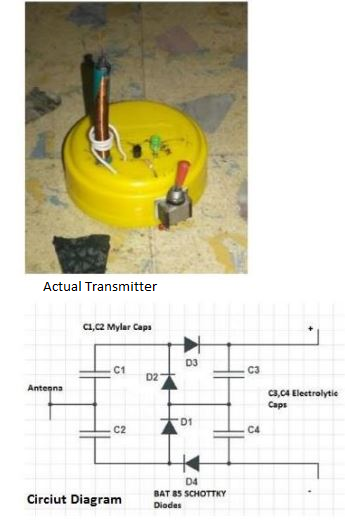 Actual Transmitter
C1,C2 Mylar Caps
+
D3
C1
C3
D2
Antenna
C3,C4 Electrolytic
Caps
D1
C2
C4
D4
BAT 85 SCHOTTKY
Diodes
-
Circiut Diagram